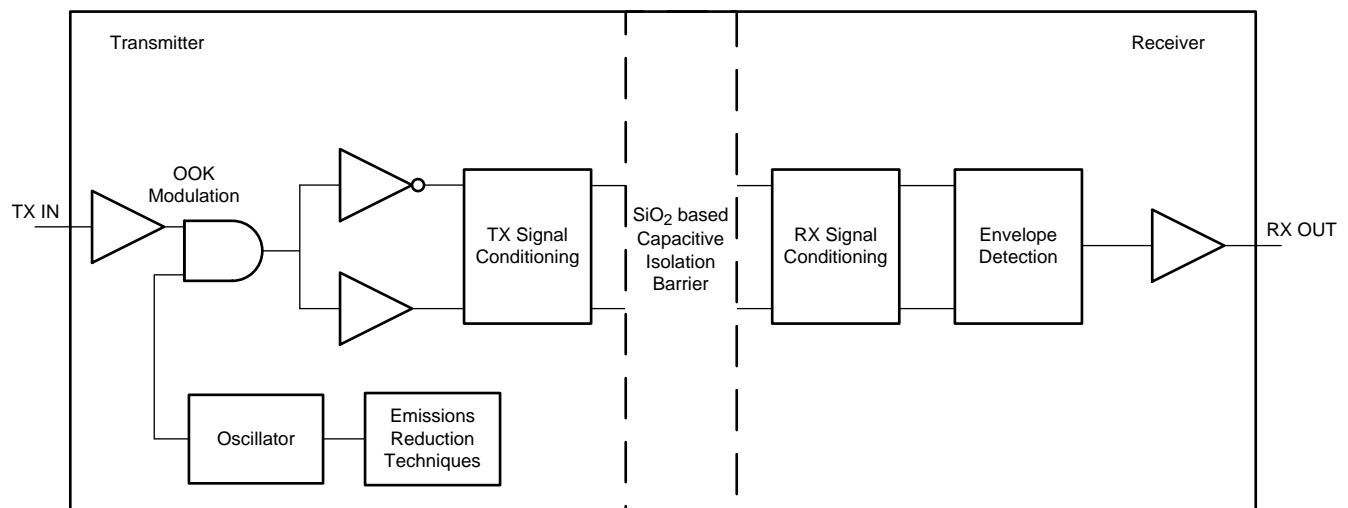 Transmitter
Receiver
OOK
Modulation
TX IN
TX Signal
Conditioning
SiO2 based
Capacitive
Isolation
Barrier
RX Signal
Conditioning
Envelope
Detection
RX OUT
Oscillator
Emissions
Reduction
Techniques